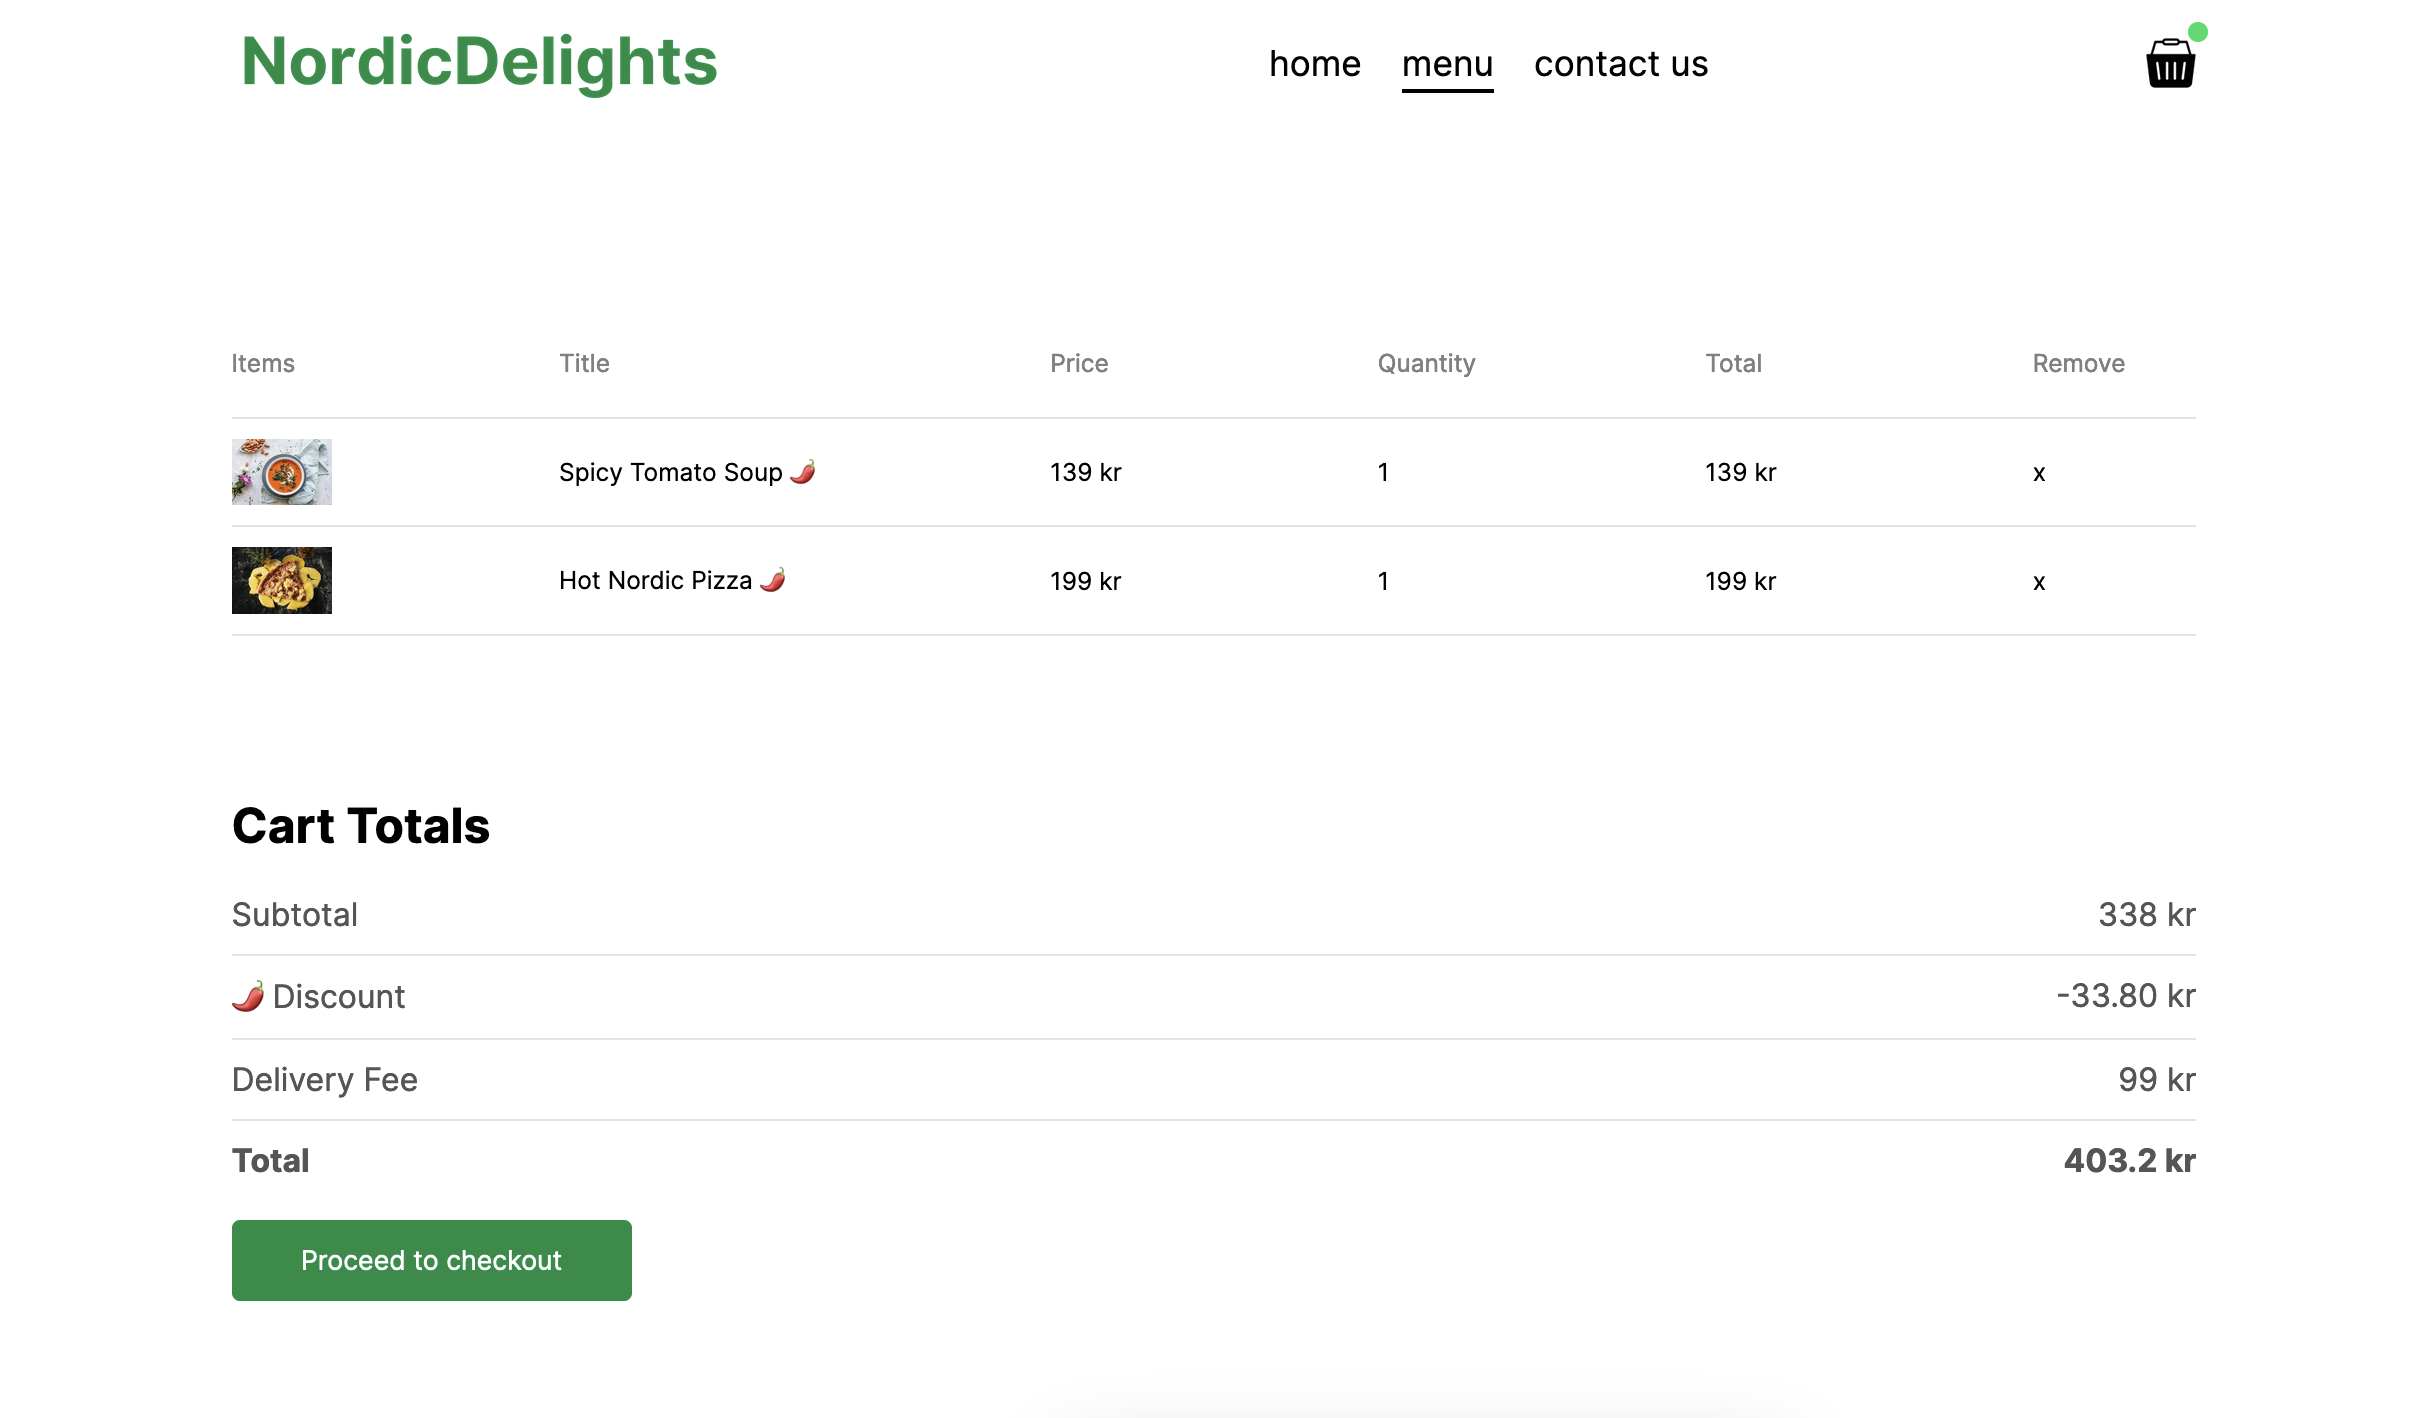 NordicDelights
home menu contact us
Items Title Price Quantity Total Remove
Spicy Tomato Soup 🌶️ 139 kr 1 139 kr x
Hot Nordic Pizza 🌶️ 199 kr 1 199 kr x
Cart Totals
Subtotal 338 kr
🌶️ Discount -33.80 kr
Delivery Fee 99 kr
Total 403.2 kr
Proceed to checkout